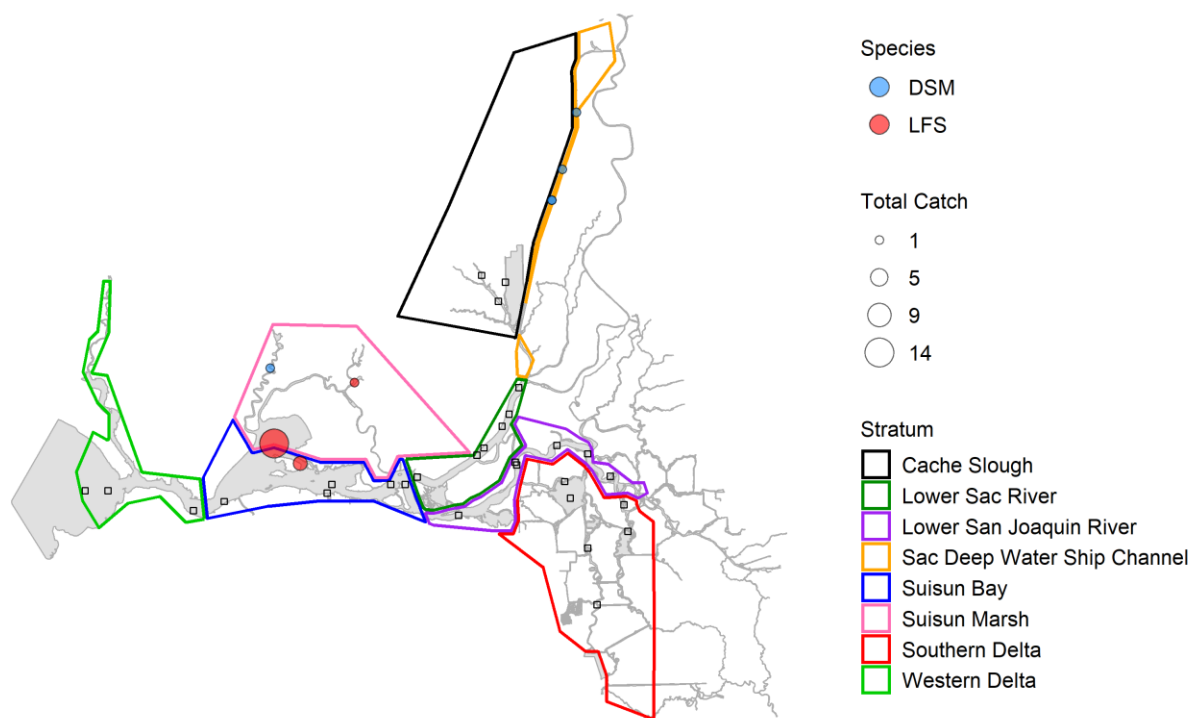 Species
DSM
LFS
Total Catch
1
5
9
14
Stratum
Cache Slough
Lower Sac River
Lower San Joaquin River
Sac Deep Water Ship Channel
Suisun Bay
Suisun Marsh
Southern Delta
Western Delta